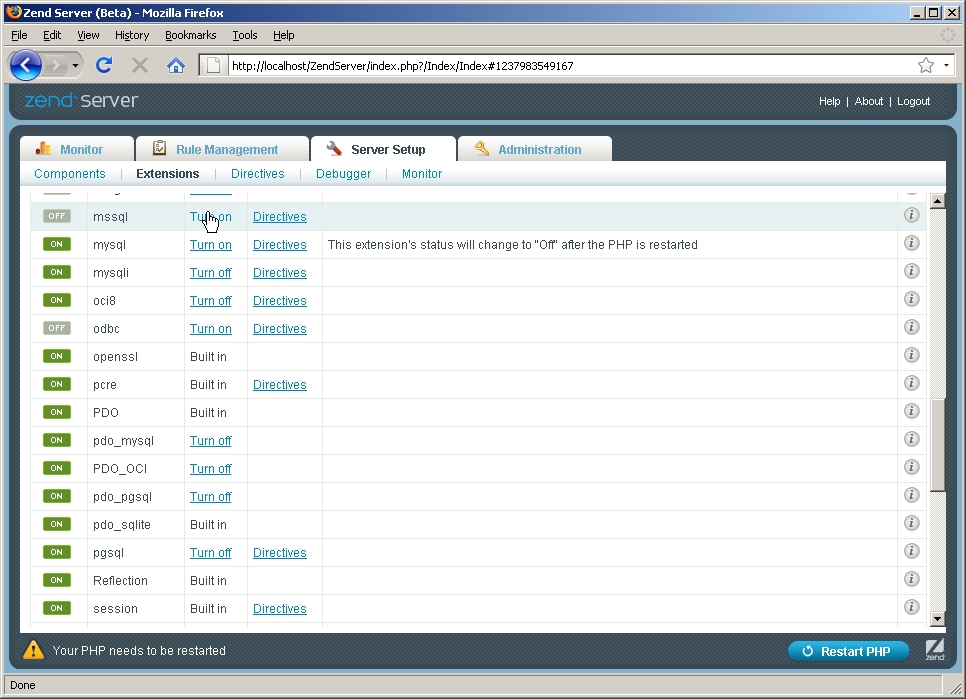 Zend Server (Beta) - Mozilla Firefox
File Edit View History Bookmarks Tools Help
http://localhost/ZendServer/index.php?/Index/Index#1237983549167
zend Server
Help | About | Logout
Monitor Rule Management Server Setup Administration
Components | Extensions | Directives | Debugger | Monitor
OFF mssql Turn on Directives i
ON mysql Turn on Directives This extension's status will change to "Off" after the PHP is restarted i
ON mysqli Turn off Directives i
ON oci8 Turn off Directives i
OFF odbc Turn on Directives i
ON openssl Built in i
ON pcre Built in Directives i
ON PDO Built in i
ON pdo_mysql Turn off i
ON PDO_OCI Turn off i
ON pdo_pgsql Turn off i
ON pdo_sqlite Built in i
ON pgsql Turn off Directives i
ON Reflection Built in i
ON session Built in Directives i
Your PHP needs to be restarted Restart PHP zend
Done